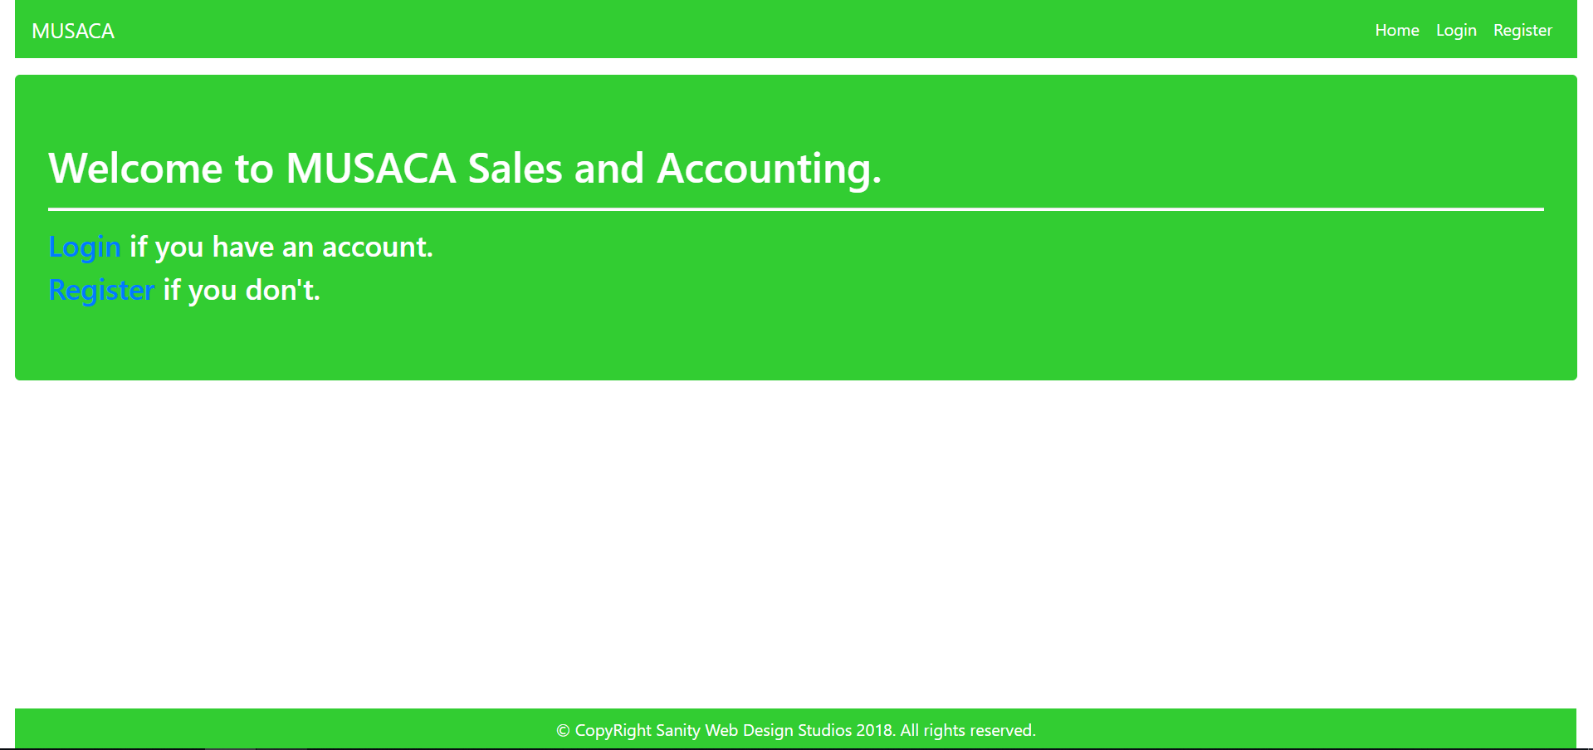 MUSACA
Home Login Register
Welcome to MUSACA Sales and Accounting.
Login if you have an account.
Register if you don't.
© CopyRight Sanity Web Design Studios 2018. All rights reserved.